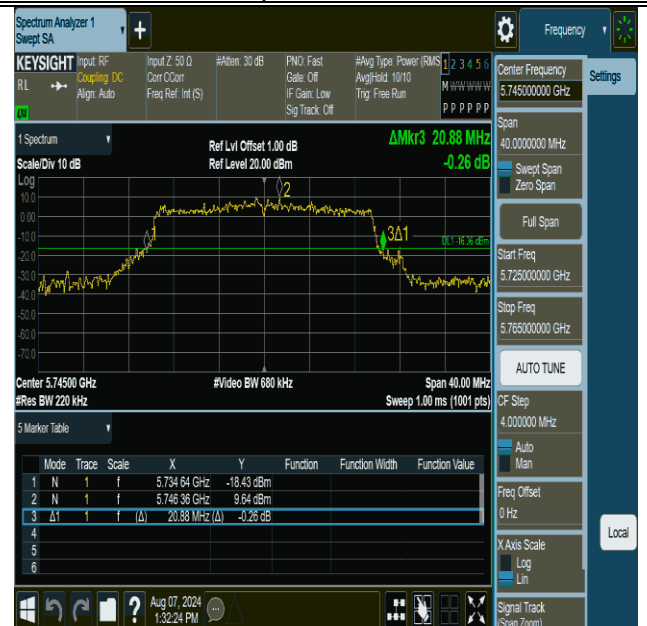 Spectrum Analyzer 1
Swept SA
+
Frequency
KEYSIGHT
RL
LXI
Input: RF
Coupling: DC
Align: Auto
Input Z: 50 Ω
Corr CCorr
Freq Ref: Int (S)
#Atten: 30 dB
PNO: Fast
Gate: Off
IF Gain: Low
Sig Track: Off
#Avg Type: Power (RMS
Avg|Hold: 10/10
Trig: Free Run
1 2 3 4 5 6
M W W W W W
P P P P P P
1 Spectrum
Scale/Div 10 dB
Ref Lvl Offset 1.00 dB
Ref Level 20.00 dBm
ΔMkr3 20.88 MHz
-0.26 dB
Log
10.0
0.00
-10.0
-20.0
-30.0
-40.0
-50.0
-60.0
-70.0
1
2
3Δ1
DL1 -16.36 dBm
Center 5.74500 GHz
#Video BW 680 kHz
Span 40.00 MHz
#Res BW 220 kHz
Sweep 1.00 ms (1001 pts)
5 Marker Table
Mode Trace Scale X Y Function Function Width Function Value
1 N 1 f 5.734 64 GHz -18.43 dBm
2 N 1 f 5.746 36 GHz 9.64 dBm
3 Δ1 1 f (Δ) 20.88 MHz (Δ) -0.26 dB
4
5
6
Aug 07, 2024
1:32:24 PM
?
Center Frequency
5.745000000 GHz
Settings
Span
40.0000000 MHz
Swept Span
Zero Span
Full Span
Start Freq
5.725000000 GHz
Stop Freq
5.765000000 GHz
AUTO TUNE
CF Step
4.000000 MHz
Auto
Man
Freq Offset
0 Hz
Local
X Axis Scale
Log
Lin
Signal Track
(Span Zoom)